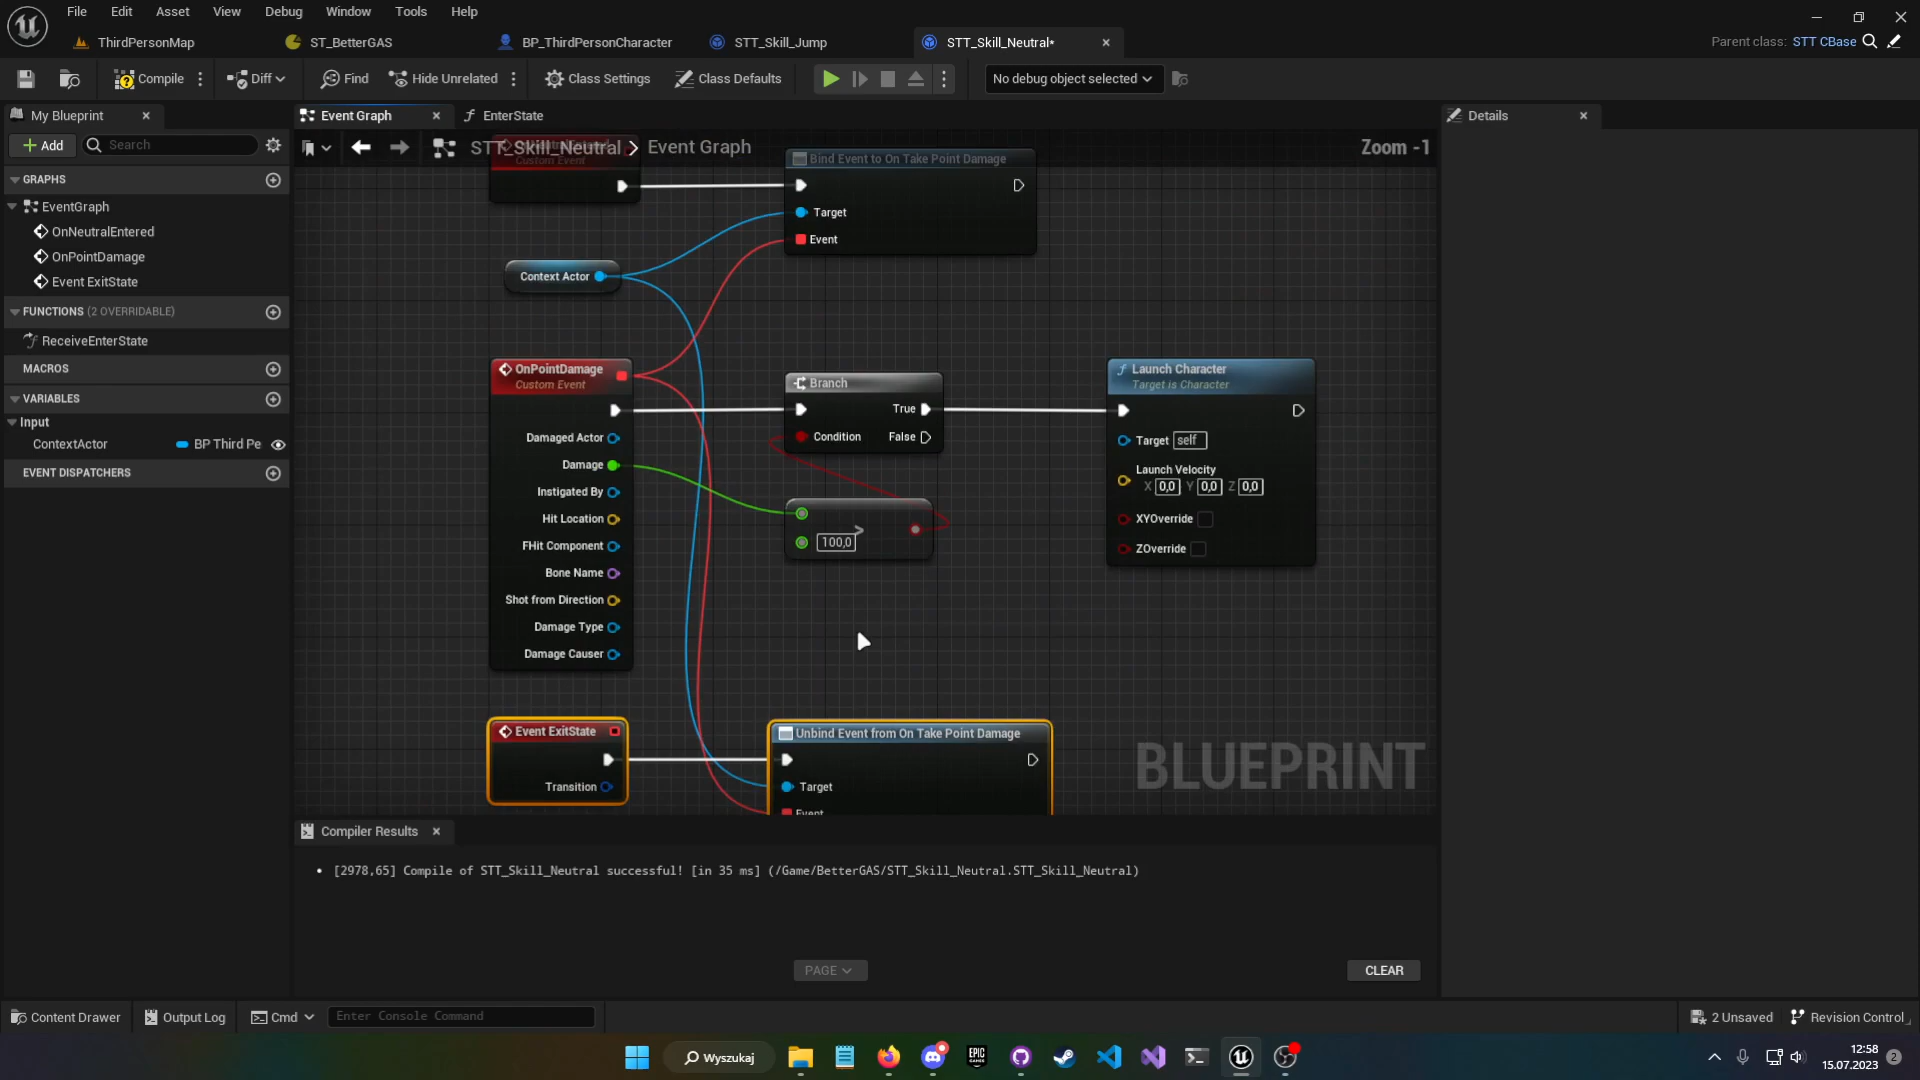 File Edit Asset View Debug Window Tools Help
ThirdPersonMap ST_BetterGAS BP_ThirdPersonCharacter STT_Skill_Jump STT_Skill_Neutral* Parent class: STT CBase
Compile Diff Find Hide Unrelated Class Settings Class Defaults No debug object selected
My Blueprint
Event Graph EnterState
Details
Add Search
STT_Skill_Neutral > Event Graph Zoom -1
Custom Event
GRAPHS
EventGraph
OnNeutralEntered
OnPointDamage
Event ExitState
FUNCTIONS (2 OVERRIDABLE)
ReceiveEnterState
MACROS
VARIABLES
Input
ContextActor BP Third Pe
EVENT DISPATCHERS
Bind Event to On Take Point Damage
Target
Event
Context Actor
OnPointDamage
Custom Event
Damaged Actor
Damage
Instigated By
Hit Location
FHit Component
Bone Name
Shot from Direction
Damage Type
Damage Causer
Branch
True
Condition False
>
100,0
Launch Character
Target is Character
Target self
Launch Velocity
X 0,0 Y 0,0 Z 0,0
XYOverride
ZOverride
Event ExitState
Transition
Unbind Event from On Take Point Damage
Target
Event
BLUEPRINT
Compiler Results
• [2978,65] Compile of STT_Skill_Neutral successful! [in 35 ms] (/Game/BetterGAS/STT_Skill_Neutral.STT_Skill_Neutral)
PAGE CLEAR
Content Drawer Output Log Cmd Enter Console Command 2 Unsaved Revision Control
Wyszukaj
EPIC GAMES
12:58
15.07.2023
2